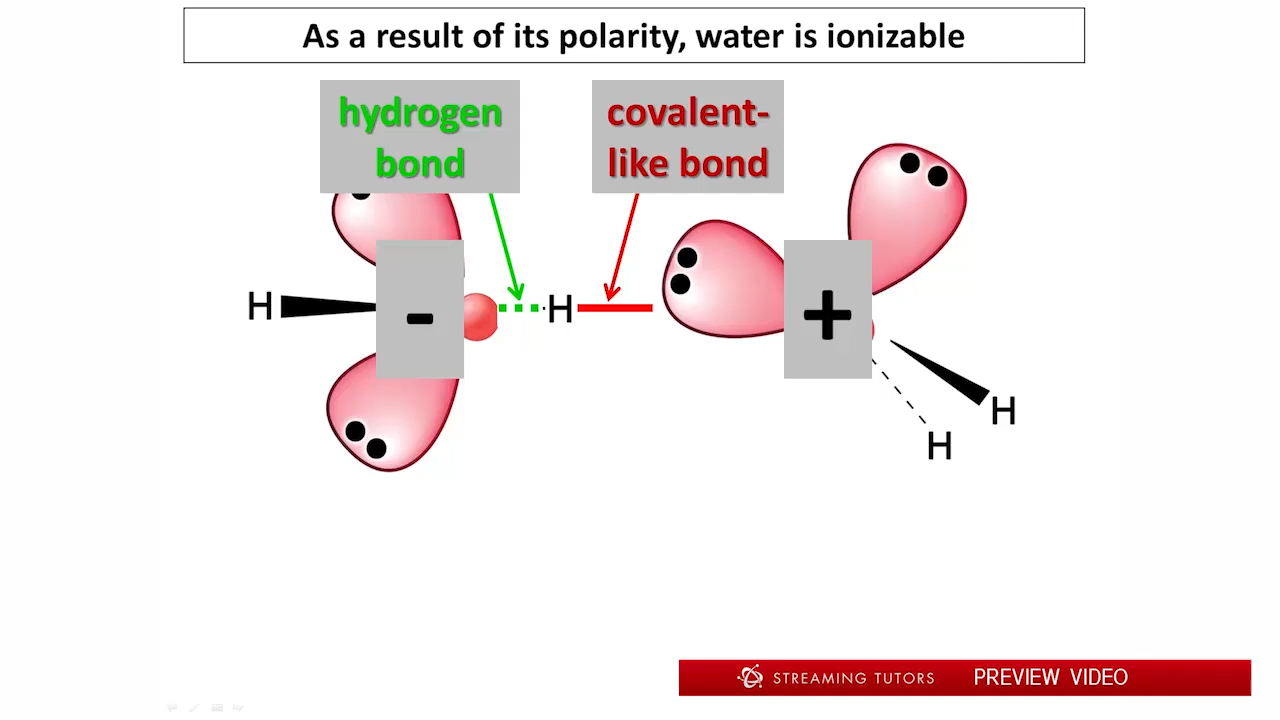 As a result of its polarity, water is ionizable
hydrogen
bond
covalent-
like bond
H
-
H
+
H
H
STREAMING TUTORS PREVIEW VIDEO